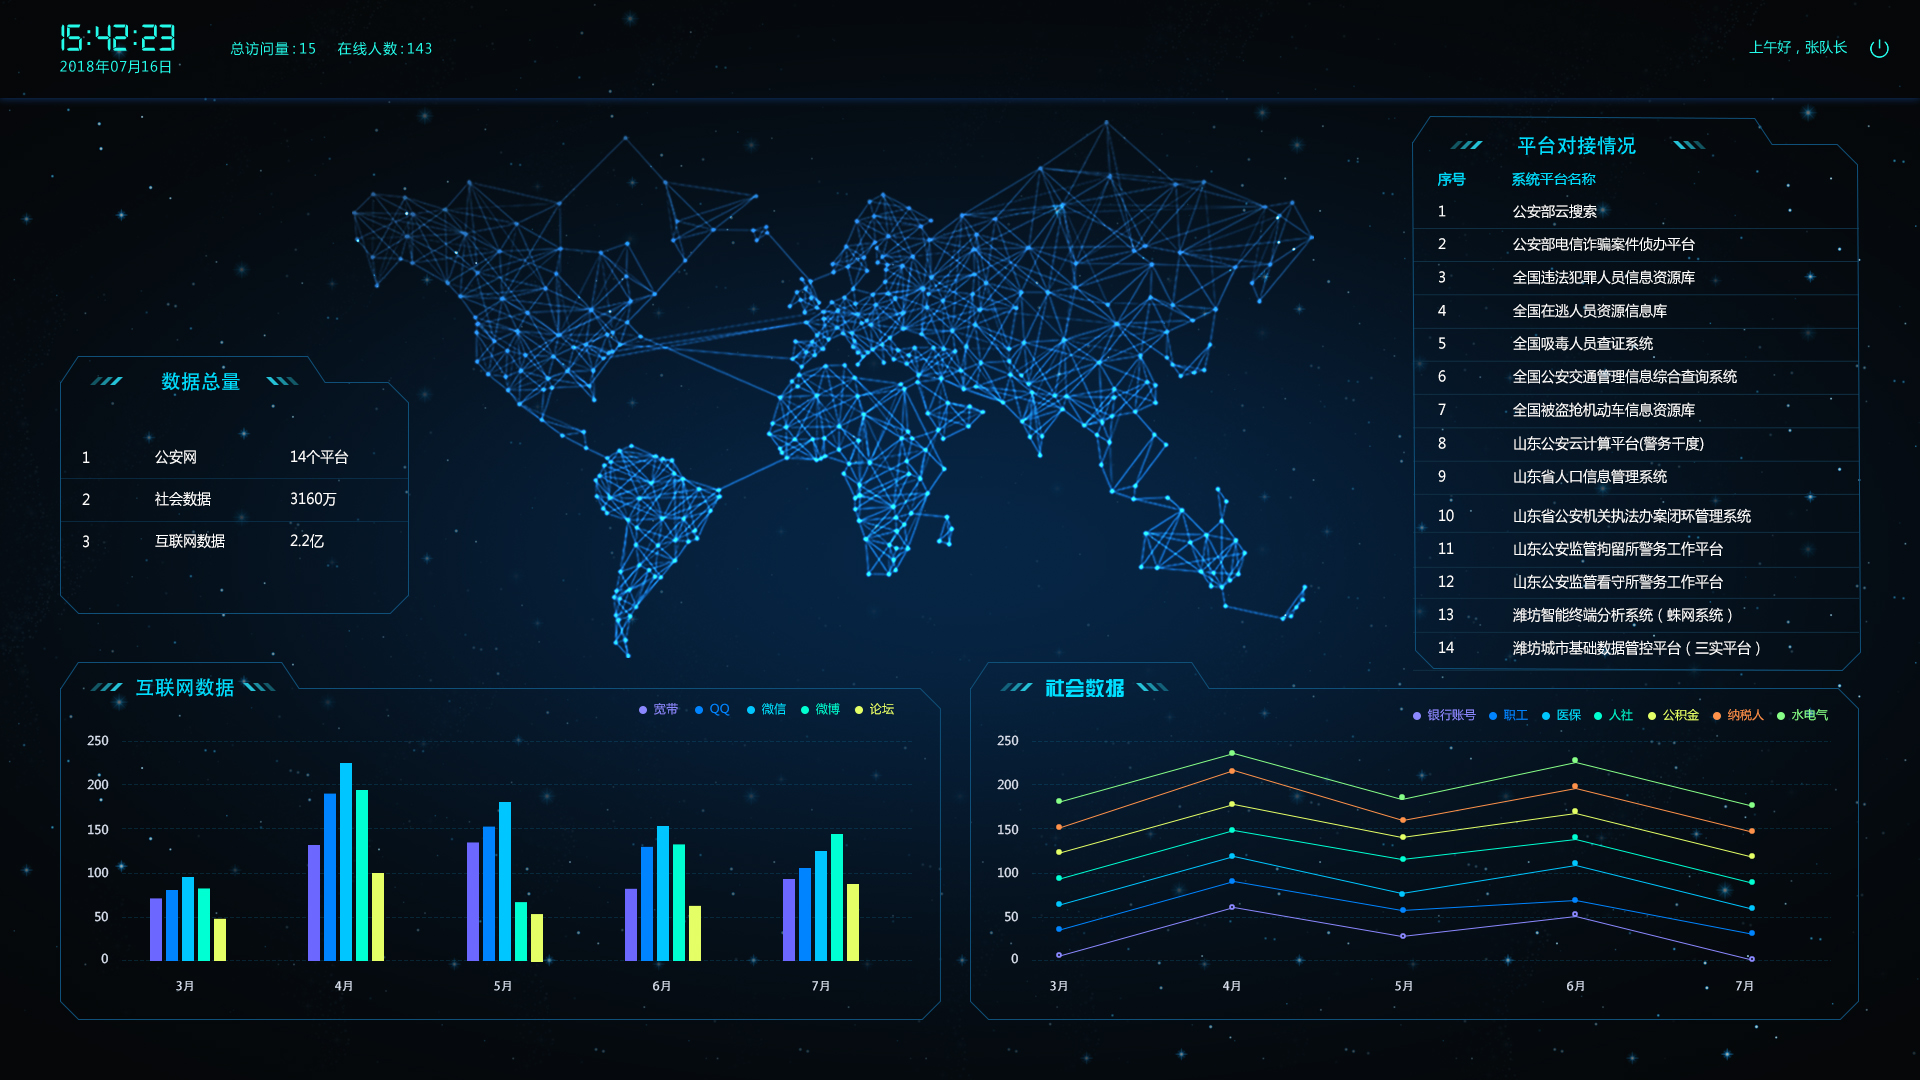 15:42:23
2018年07月16日
总访问量:15 在线人数:143
上午好，张队长
数据总量
1 公安网 14个平台
2 社会数据 3160万
3 互联网数据 2.2亿
平台对接情况
序号 系统平台名称
1 公安部云搜索
2 公安部电信诈骗案件侦办平台
3 全国违法犯罪人员信息资源库
4 全国在逃人员资源信息库
5 全国吸毒人员查证系统
6 全国公安交通管理信息综合查询系统
7 全国被盗抢机动车信息资源库
8 山东公安云计算平台(警务千度)
9 山东省人口信息管理系统
10 山东省公安机关执法办案闭环管理系统
11 山东公安监管拘留所警务工作平台
12 山东公安监管看守所警务工作平台
13 潍坊智能终端分析系统（蛛网系统）
14 潍坊城市基础数据管控平台（三实平台）
互联网数据
宽带 QQ 微信 微博 论坛
250
200
150
100
50
0
3月 4月 5月 6月 7月
社会数据
银行账号 职工 医保 人社 公积金 纳税人 水电气
250
200
150
100
50
0
3月 4月 5月 6月 7月